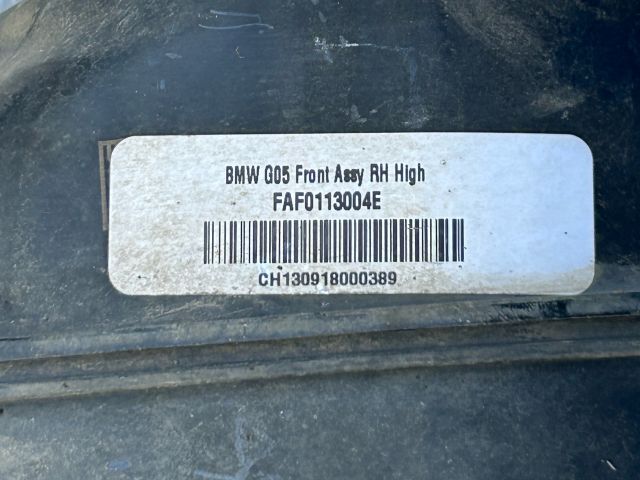 BMW G05 Front Assy RH High
FAF0113004E
CH130918000389